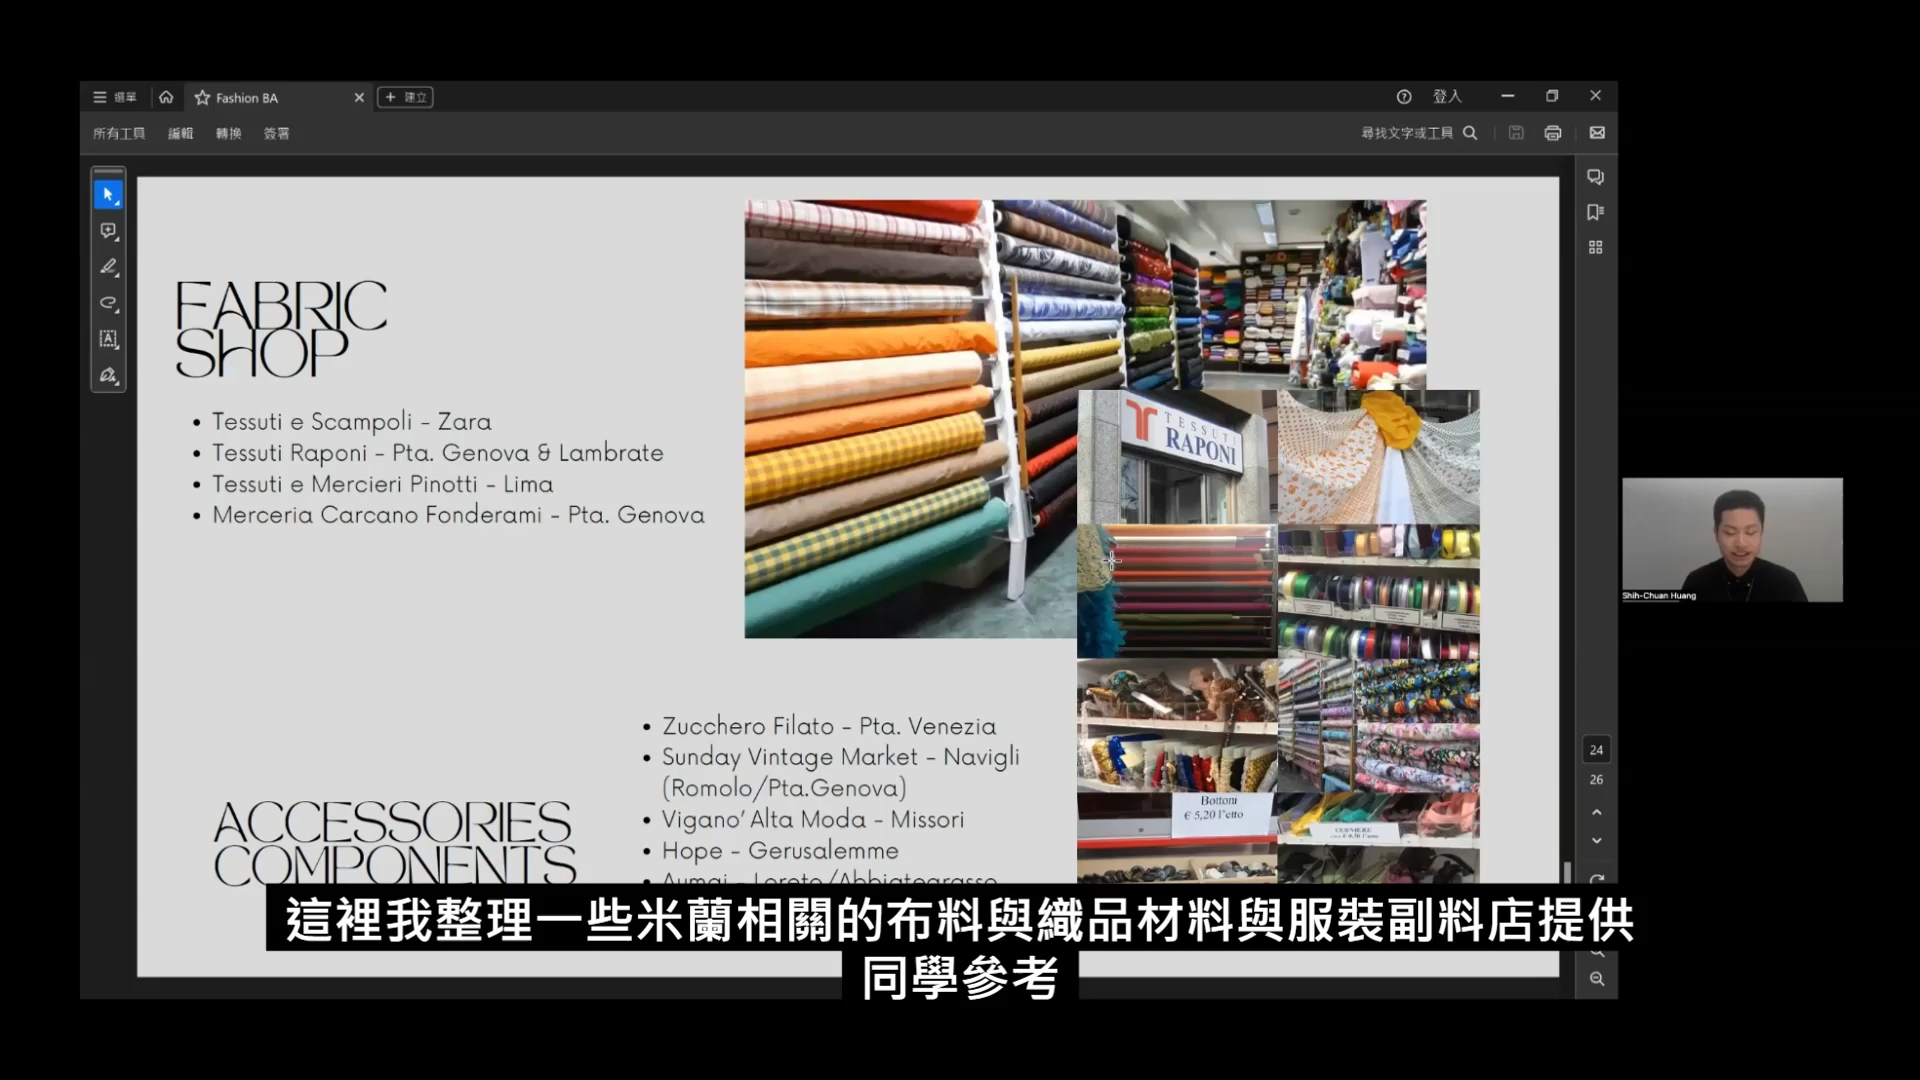 選單
Fashion BA
建立
登入
所有工具
編輯
轉換
簽署
尋找文字或工具
FABRIC
SHOP
Tessuti e Scampoli - Zara
Tessuti Raponi - Pta. Genova & Lambrate
Tessuti e Mercieri Pinotti - Lima
Merceria Carcano Fonderami - Pta. Genova
TESSUTI
RAPONI
Shih-Chuan Huang
Zucchero Filato - Pta. Venezia
Sunday Vintage Market - Navigli
(Romolo/Pta.Genova)
Vigano' Alta Moda - Missori
Hope - Gerusalemme
Aumai - Loreto/Abbiategrasso
ACCESSORIES
COMPONENTS
Bottoni
€ 5,20 l'etto
24
26
這裡我整理一些米蘭相關的布料與織品材料與服裝副料店提供
同學參考